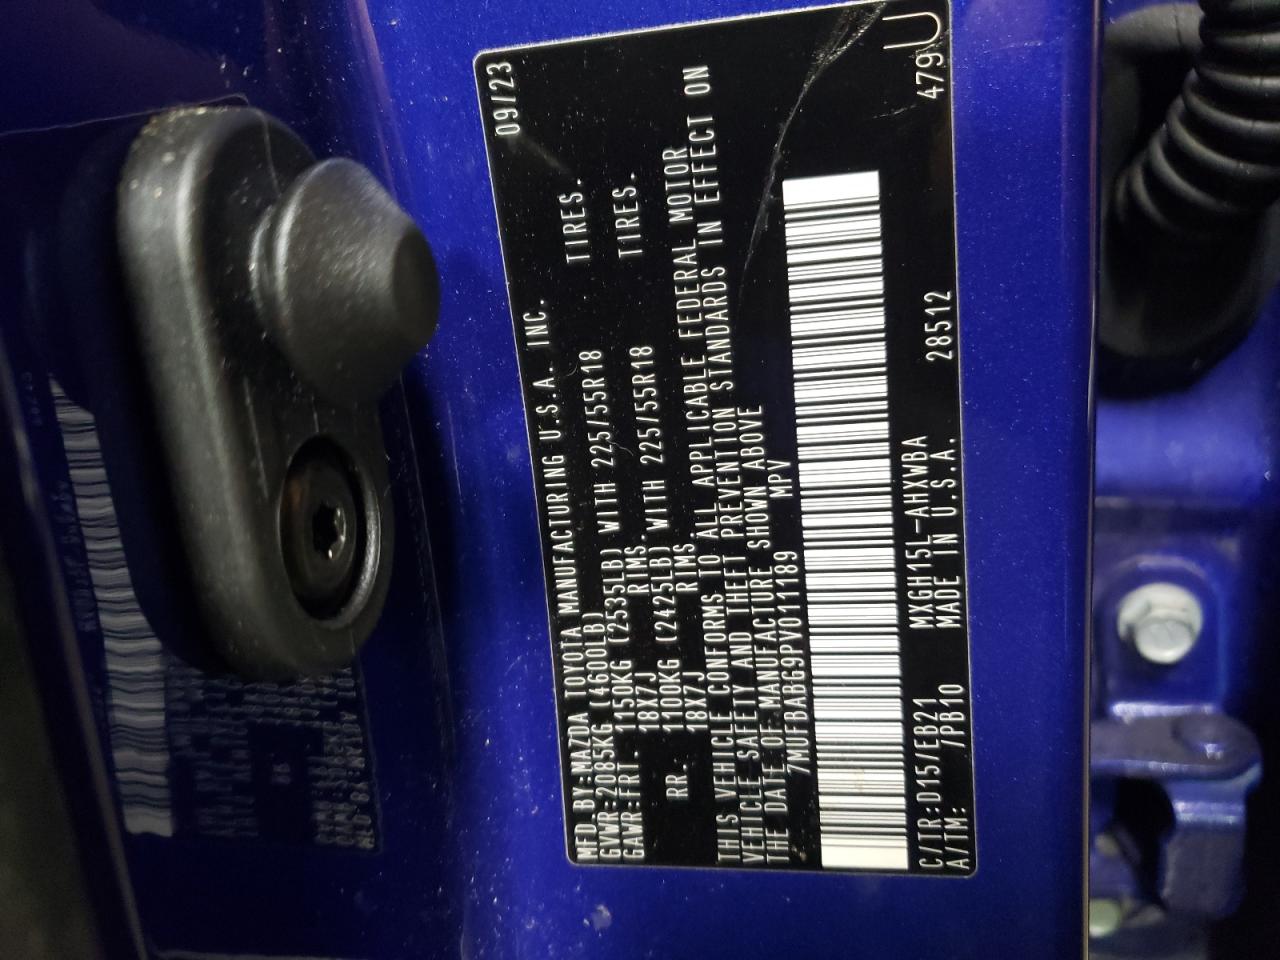 MFD.BY:MAZDA TOYOTA MANUFACTURING U.S.A. INC. 09/23
GVWR:2085KG (4600LB)
GAWR:FRT. 1150KG (2535LB) WITH 225/55R18 TIRES.
18X7J RIMS.
RR. 1100KG (2425LB) WITH 225/55R18 TIRES.
18X7J RIMS
THIS VEHICLE CONFORMS TO ALL APPLICABLE FEDERAL MOTOR
VEHICLE SAFETY AND THEFT PREVENTION STANDARDS IN EFFECT ON
THE DATE OF MANUFACTURE SHOWN ABOVE
7MUFBABG9PV011189 MPV
C/TR:D15/EB21 MXGH15L-AHXWBA 28512 479U
A/TM: /PB10 MADE IN U.S.A.